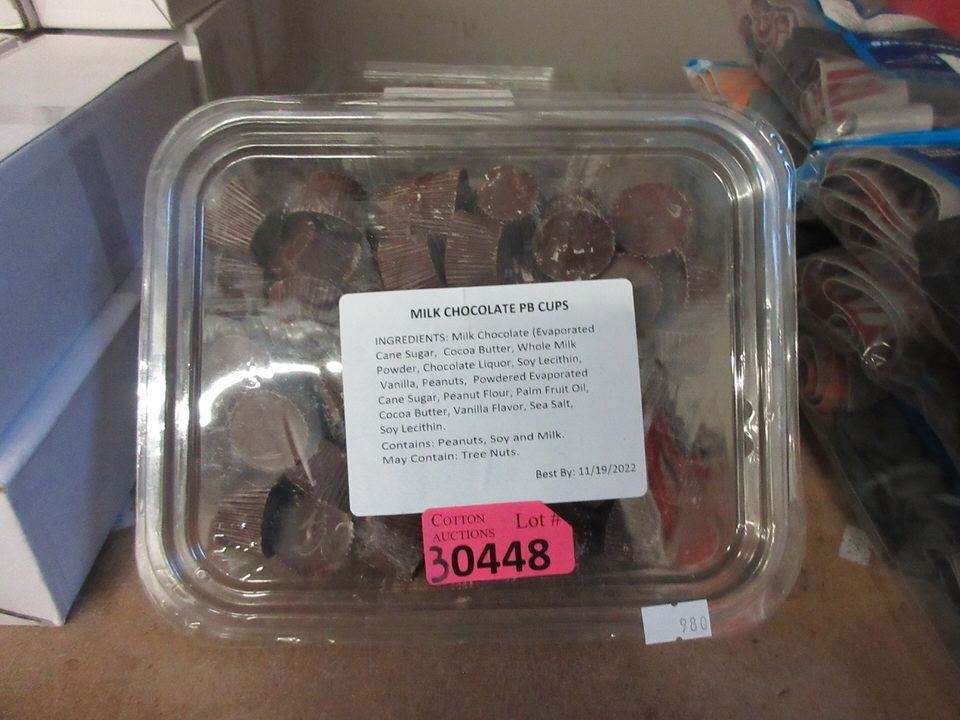 MILK CHOCOLATE PB CUPS
INGREDIENTS: Milk Chocolate (Evaporated
Cane Sugar, Cocoa Butter, Whole Milk
Powder, Chocolate Liquor, Soy Lecithin,
Vanilla, Peanuts, Powdered Evaporated
Cane Sugar, Peanut Flour, Palm Fruit Oil,
Cocoa Butter, Vanilla Flavor, Sea Salt,
Soy Lecithin.
Contains: Peanuts, Soy and Milk.
May Contain: Tree Nuts.
Best By: 11/19/2022
COTTON
AUCTIONS
Lot #
30448
980